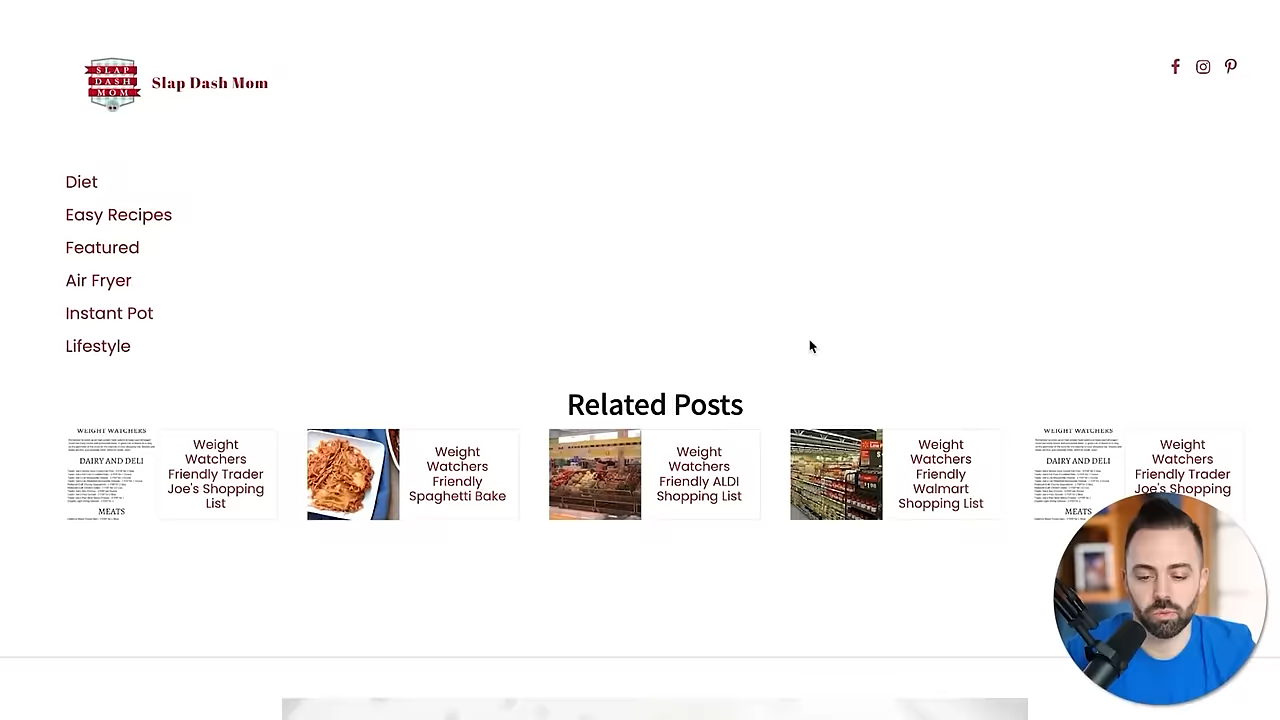 SLAP
DASH
MOM
Slap Dash Mom
Diet
Easy Recipes
Featured
Air Fryer
Instant Pot
Lifestyle
Related Posts
WEIGHT WATCHERS
DAIRY AND DELI
MEATS
Weight
Watchers
Friendly Trader
Joe's Shopping
List
Weight
Watchers
Friendly
Spaghetti Bake
Weight
Watchers
Friendly ALDI
Shopping List
Weight
Watchers
Friendly
Walmart
Shopping List
WEIGHT WATCHERS
DAIRY AND DELI
MEATS
Weight
Watchers
Friendly Trader
Joe's Shopping